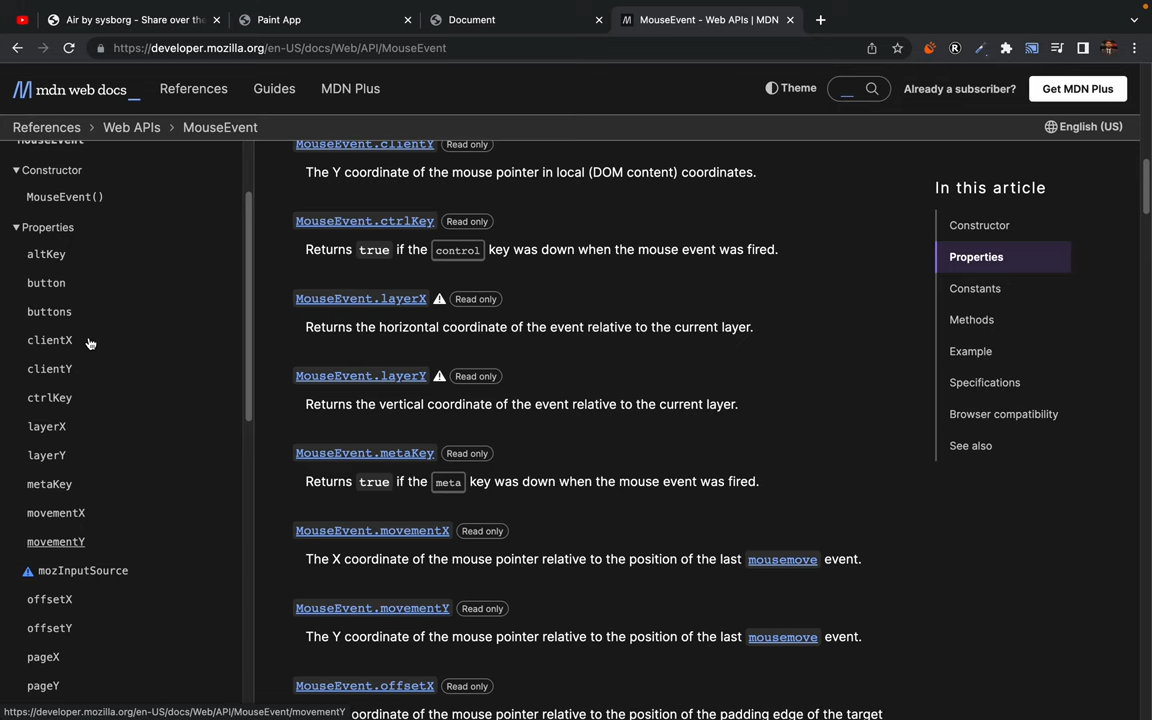 Air by sysborg - Share over the
Paint App
Document
MouseEvent - Web APIs | MDN
https://developer.mozilla.org/en-US/docs/Web/API/MouseEvent
mdn web docs_
References
Guides
MDN Plus
Theme
Already a subscriber?
Get MDN Plus
References > Web APIs > MouseEvent
English (US)
MouseEvent
Constructor
MouseEvent()
Properties
altKey
button
buttons
clientX
clientY
ctrlKey
layerX
layerY
metaKey
movementX
movementY
mozInputSource
offsetX
offsetY
pageX
pageY
MouseEvent.clientY Read only
The Y coordinate of the mouse pointer in local (DOM content) coordinates.
MouseEvent.ctrlKey Read only
Returns true if the control key was down when the mouse event was fired.
MouseEvent.layerX Read only
Returns the horizontal coordinate of the event relative to the current layer.
MouseEvent.layerY Read only
Returns the vertical coordinate of the event relative to the current layer.
MouseEvent.metaKey Read only
Returns true if the meta key was down when the mouse event was fired.
MouseEvent.movementX Read only
The X coordinate of the mouse pointer relative to the position of the last mousemove event.
MouseEvent.movementY Read only
The Y coordinate of the mouse pointer relative to the position of the last mousemove event.
MouseEvent.offsetX Read only
oordinate of the mouse pointer relative to the position of the padding edge of the target
In this article
Constructor
Properties
Constants
Methods
Example
Specifications
Browser compatibility
See also
https://developer.mozilla.org/en-US/docs/Web/API/MouseEvent/movementY